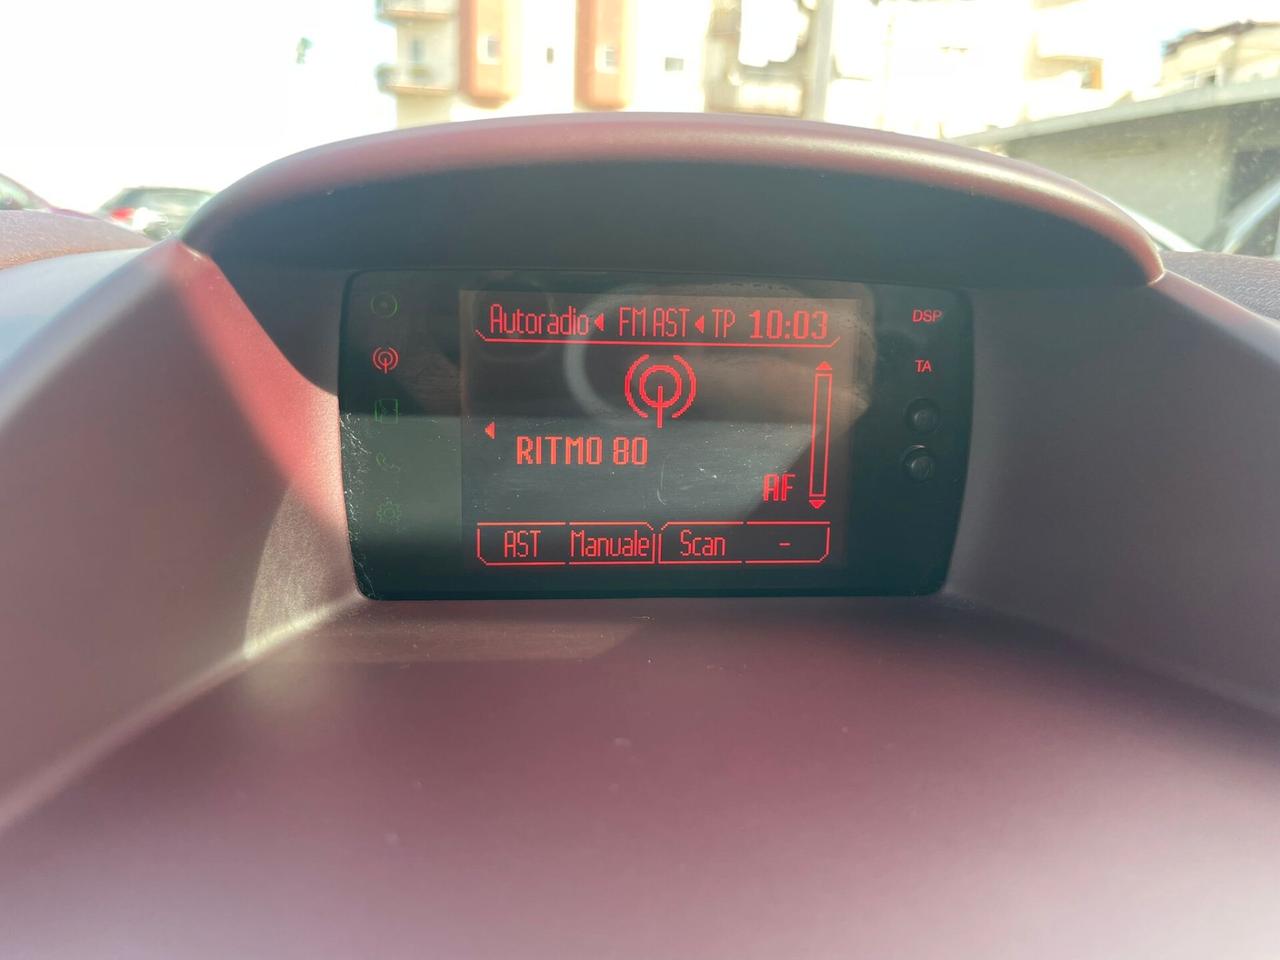 Autoradio FM AST TP 10:03
DSP
TA
RITMO 80
AF
AST Manuale Scan -